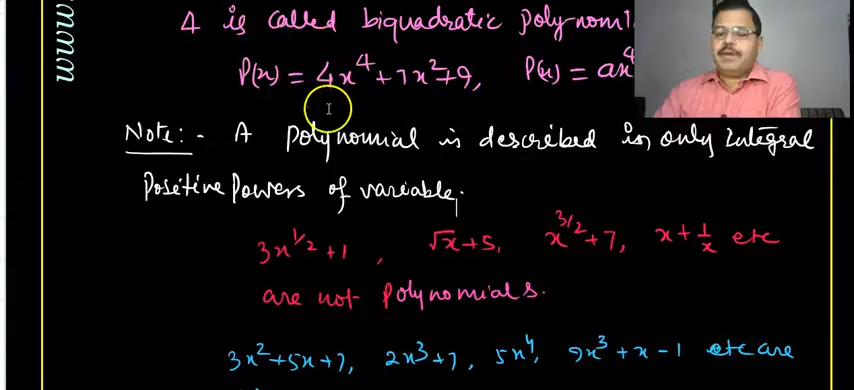 4 is called biquadratic polynomi
P(x) = 4x⁴ + 7x² + 9, P(x) = ax⁴
Note:- A polynomial is described in only integral
Positive Powers of variable.
3x^{1/2} + 1, √x + 5, x^{3/2} + 7, x + 1/x etc
are not polynomials.
3x² + 5x + 7, 2x³ + 7, 5x⁴, 9x³ + x - 1 etc are